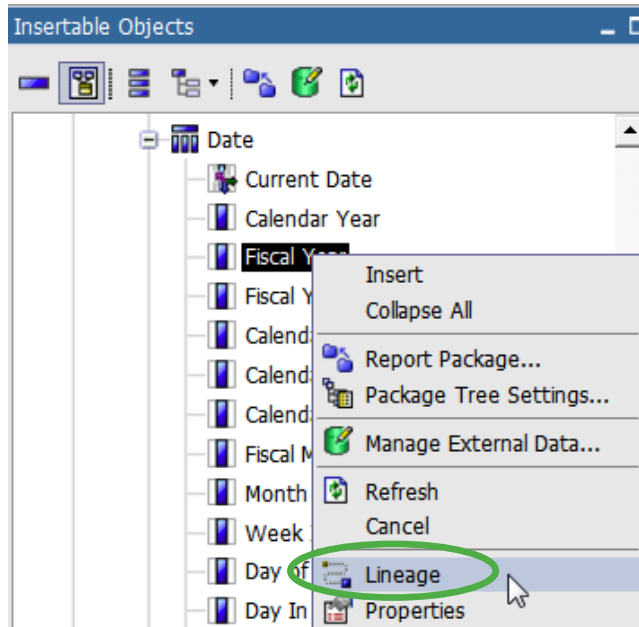 Insertable Objects
Date
Current Date
Calendar Year
Fiscal Year
Insert
Fiscal Y
Collapse All
Calend
Report Package...
Calend
Package Tree Settings...
Calend
Manage External Data...
Fiscal M
Month
Refresh
Week
Cancel
Day of
Lineage
Day In
Properties